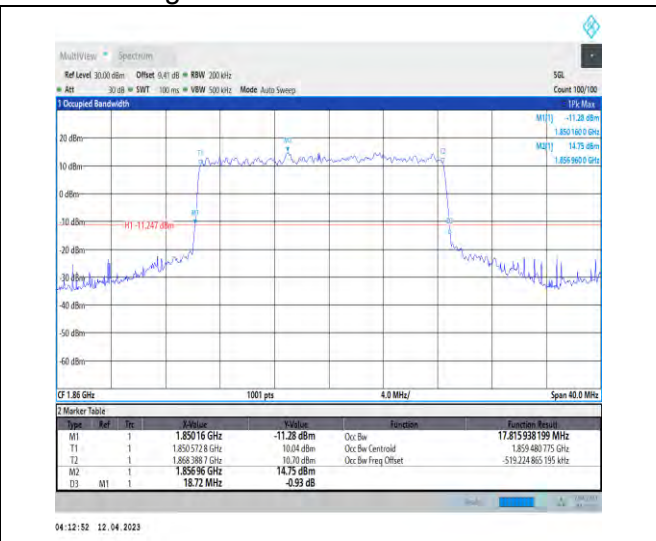 MultiView Spectrum
Ref Level 30.00 dBm Offset 9.41 dB RBW 200 kHz SGL
Att 30 dB SWT 100 ms VBW 500 kHz Mode Auto Sweep Count 100/100
1 Occupied Bandwidth 1Pk Max
M1[1] -11.28 dBm
1.850 160 0 GHz
M2[1] 14.75 dBm
1.856 960 0 GHz
20 dBm
M2
T1
T2
10 dBm
0 dBm
M1
-10 dBm
H1 -11.247 dBm
D3
-20 dBm
-30 dBm
-40 dBm
-50 dBm
-60 dBm
CF 1.86 GHz 1001 pts 4.0 MHz/ Span 40.0 MHz
2 Marker Table
Type Ref Trc X-Value Y-Value Function Function Result
M1 1 1.85016 GHz -11.28 dBm Occ Bw 17.815 938 199 MHz
T1 1 1.850 572 8 GHz 10.04 dBm Occ Bw Centroid 1.859 480 775 GHz
T2 1 1.868 388 7 GHz 10.70 dBm Occ Bw Freq Offset -519.224 865 195 kHz
M2 1 1.85696 GHz 14.75 dBm
D3 M1 1 18.72 MHz -0.93 dB
04:12:52 12.04.2023